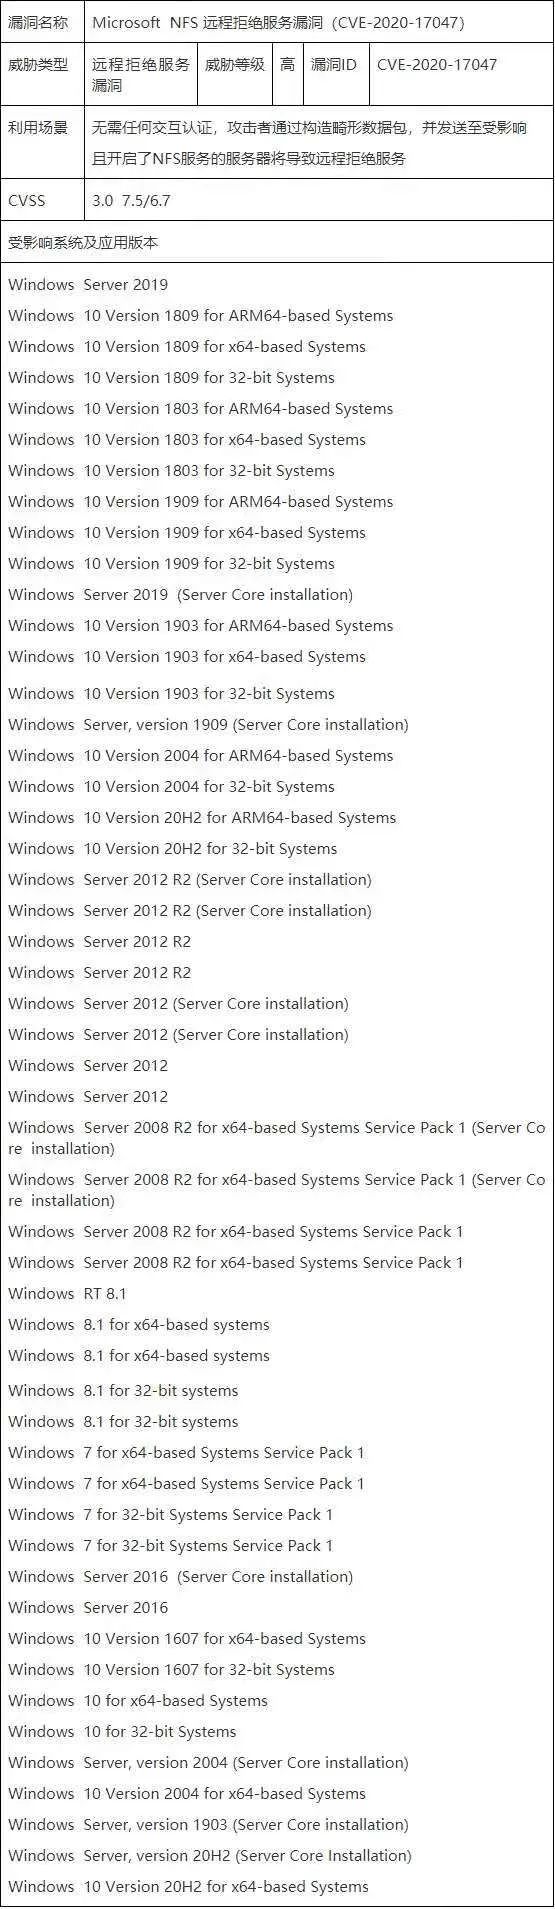 漏洞名称 Microsoft NFS 远程拒绝服务漏洞（CVE-2020-17047）
威胁类型 远程拒绝服务漏洞 威胁等级 高 漏洞ID CVE-2020-17047
利用场景 无需任何交互认证，攻击者通过构造畸形数据包，并发送至受影响
且开启了NFS服务的服务器将导致远程拒绝服务
CVSS 3.0 7.5/6.7
受影响系统及应用版本
Windows Server 2019
Windows 10 Version 1809 for ARM64-based Systems
Windows 10 Version 1809 for x64-based Systems
Windows 10 Version 1809 for 32-bit Systems
Windows 10 Version 1803 for ARM64-based Systems
Windows 10 Version 1803 for x64-based Systems
Windows 10 Version 1803 for 32-bit Systems
Windows 10 Version 1909 for ARM64-based Systems
Windows 10 Version 1909 for x64-based Systems
Windows 10 Version 1909 for 32-bit Systems
Windows Server 2019 (Server Core installation)
Windows 10 Version 1903 for ARM64-based Systems
Windows 10 Version 1903 for x64-based Systems
Windows 10 Version 1903 for 32-bit Systems
Windows Server, version 1909 (Server Core installation)
Windows 10 Version 2004 for ARM64-based Systems
Windows 10 Version 2004 for 32-bit Systems
Windows 10 Version 20H2 for ARM64-based Systems
Windows 10 Version 20H2 for 32-bit Systems
Windows Server 2012 R2 (Server Core installation)
Windows Server 2012 R2 (Server Core installation)
Windows Server 2012 R2
Windows Server 2012 R2
Windows Server 2012 (Server Core installation)
Windows Server 2012 (Server Core installation)
Windows Server 2012
Windows Server 2012
Windows Server 2008 R2 for x64-based Systems Service Pack 1 (Server Co
re installation)
Windows Server 2008 R2 for x64-based Systems Service Pack 1 (Server Co
re installation)
Windows Server 2008 R2 for x64-based Systems Service Pack 1
Windows Server 2008 R2 for x64-based Systems Service Pack 1
Windows RT 8.1
Windows 8.1 for x64-based systems
Windows 8.1 for x64-based systems
Windows 8.1 for 32-bit systems
Windows 8.1 for 32-bit systems
Windows 7 for x64-based Systems Service Pack 1
Windows 7 for x64-based Systems Service Pack 1
Windows 7 for 32-bit Systems Service Pack 1
Windows 7 for 32-bit Systems Service Pack 1
Windows Server 2016 (Server Core installation)
Windows Server 2016
Windows 10 Version 1607 for x64-based Systems
Windows 10 Version 1607 for 32-bit Systems
Windows 10 for x64-based Systems
Windows 10 for 32-bit Systems
Windows Server, version 2004 (Server Core installation)
Windows 10 Version 2004 for x64-based Systems
Windows Server, version 1903 (Server Core installation)
Windows Server, version 20H2 (Server Core Installation)
Windows 10 Version 20H2 for x64-based Systems